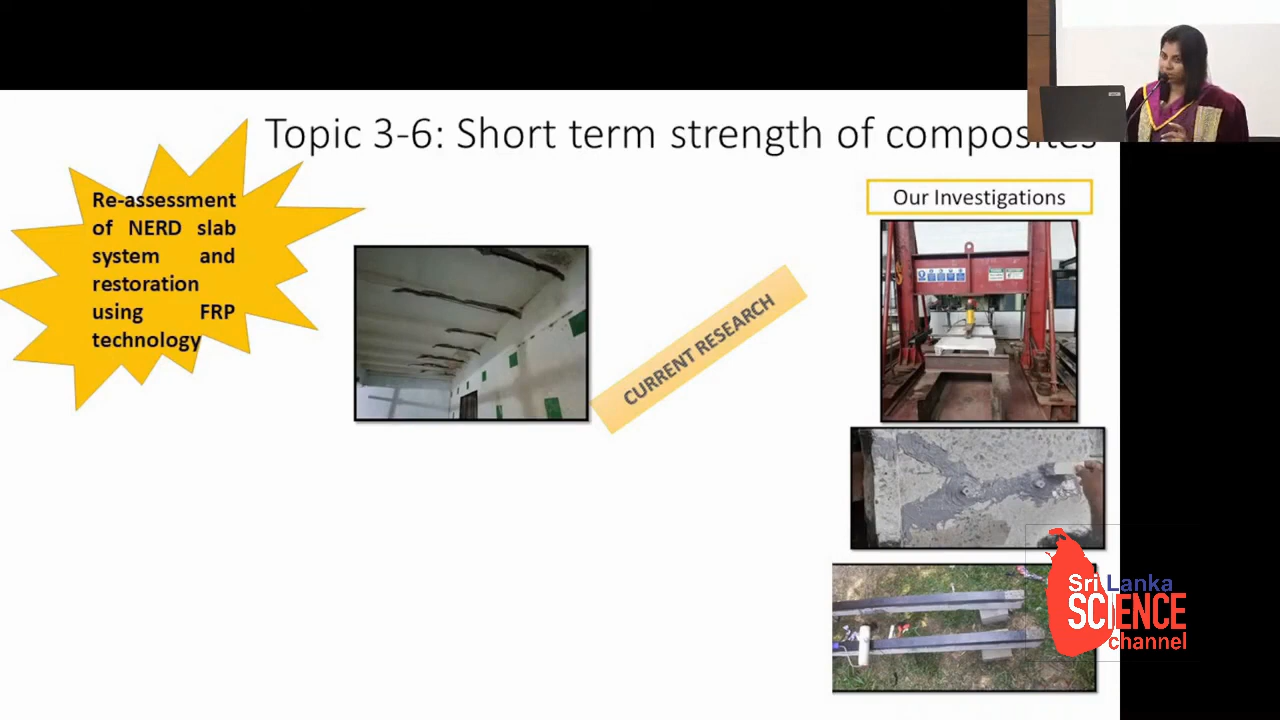 Topic 3-6: Short term strength of composites
Re-assessment
of NERD slab
system and
restoration
using FRP
technology
CURRENT RESEARCH
Our Investigations
Sri Lanka
SCIENCE
channel